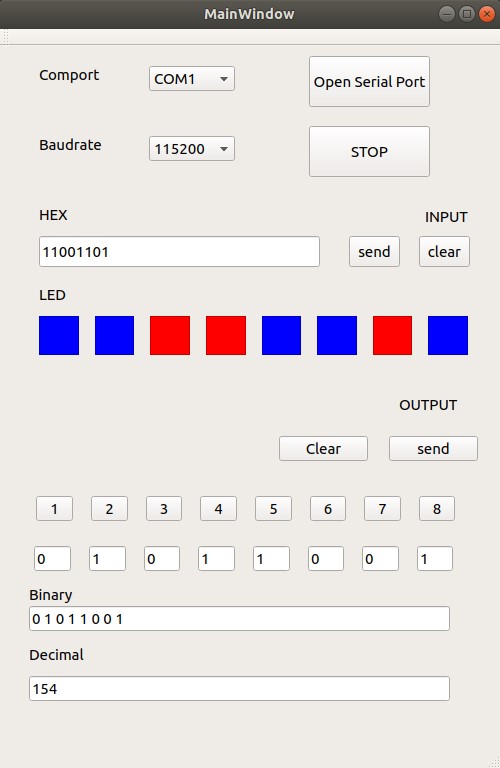 MainWindow
Comport COM1 Open Serial Port
Baudrate 115200 STOP
HEX INPUT
11001101 send clear
LED
OUTPUT
Clear send
1 2 3 4 5 6 7 8
0 1 0 1 1 0 0 1
Binary
0 1 0 1 1 0 0 1
Decimal
154